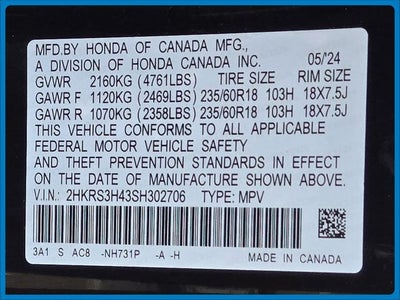 MFD.BY HONDA OF CANADA MFG.,
A DIVISION OF HONDA CANADA INC. 05/'24
GVWR 2160KG (4761LBS) TIRE SIZE RIM SIZE
GAWR F 1120KG (2469LBS) 235/60R18 103H 18X7.5J
GAWR R 1070KG (2358LBS) 235/60R18 103H 18X7.5J
THIS VEHICLE CONFORMS TO ALL APPLICABLE
FEDERAL MOTOR VEHICLE SAFETY
AND THEFT PREVENTION STANDARDS IN EFFECT
ON THE DATE OF MANUFACTURE SHOWN ABOVE.
V.I.N.: 2HKRS3H43SH302706 TYPE: MPV
3A1 S AC8 -NH731P -A -H
MADE IN CANADA